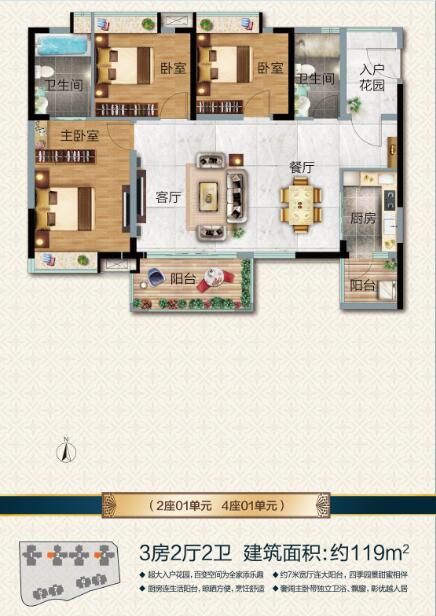 卧室
卧室
卫生间
卫生间
入户
花园
主卧室
餐厅
客厅
厨房
阳台
阳台
N
(2座01单元 4座01单元)
3房2厅2卫 建筑面积:约119m²
◆ 超大入户花园，百变空间为全家添乐趣 ◆ 约7米宽厅连大阳台，四季园景甜蜜相伴
◆ 厨房连生活阳台，晾晒方便，烹饪舒适 ◆ 奢阔主卧带独立卫浴、飘窗，彰优越人居